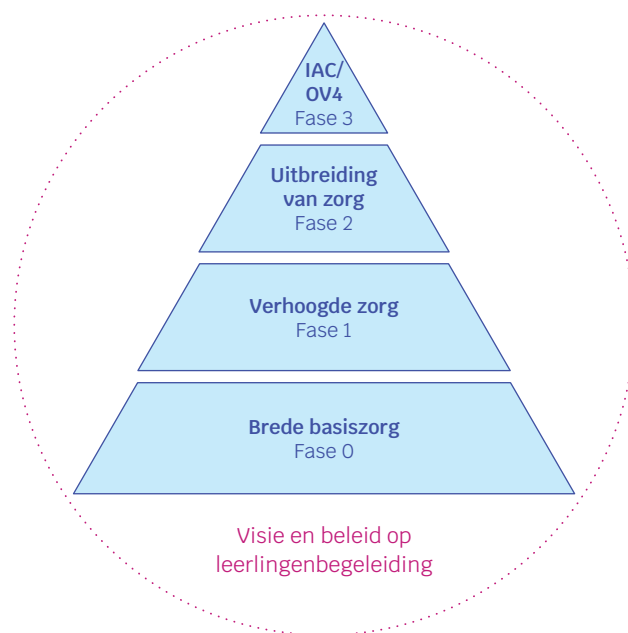 IAC/
OV4
Fase 3
Uitbreiding
van zorg
Fase 2
Verhoogde zorg
Fase 1
Brede basiszorg
Fase 0
Visie en beleid op
leerlingenbegeleiding